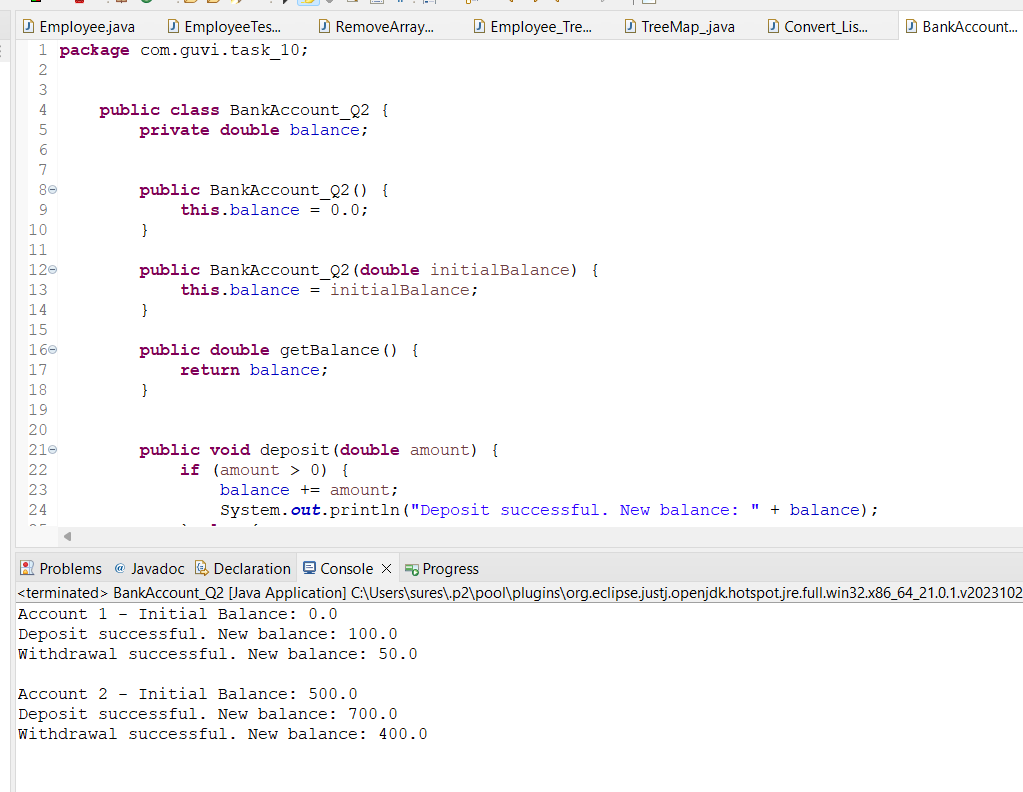 Employee.java EmployeeTes... RemoveArray... Employee_Tre... TreeMap_.java Convert_Lis... BankAccount...
1 package com.guvi.task_10;
2
3
4 public class BankAccount_Q2 {
5 private double balance;
6
7
8 public BankAccount_Q2() {
9 this.balance = 0.0;
10 }
11
12 public BankAccount_Q2(double initialBalance) {
13 this.balance = initialBalance;
14 }
15
16 public double getBalance() {
17 return balance;
18 }
19
20
21 public void deposit(double amount) {
22 if (amount > 0) {
23 balance += amount;
24 System.out.println("Deposit successful. New balance: " + balance);
Problems @ Javadoc Declaration Console Progress
<terminated> BankAccount_Q2 [Java Application] C:\Users\sures\.p2\pool\plugins\org.eclipse.justj.openjdk.hotspot.jre.full.win32.x86_64_21.0.1.v2023102
Account 1 - Initial Balance: 0.0
Deposit successful. New balance: 100.0
Withdrawal successful. New balance: 50.0
Account 2 - Initial Balance: 500.0
Deposit successful. New balance: 700.0
Withdrawal successful. New balance: 400.0